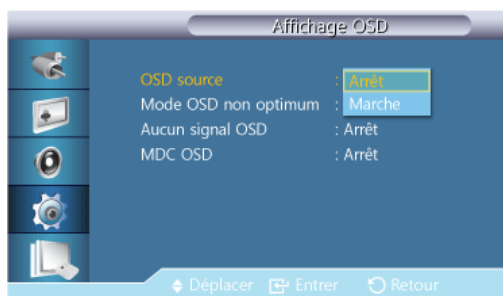 Affichage OSD
OSD source : Arrêt
Mode OSD non optimum : Marche
Aucun signal OSD : Arrêt
MDC OSD : Arrêt
Déplacer Entrer Retour